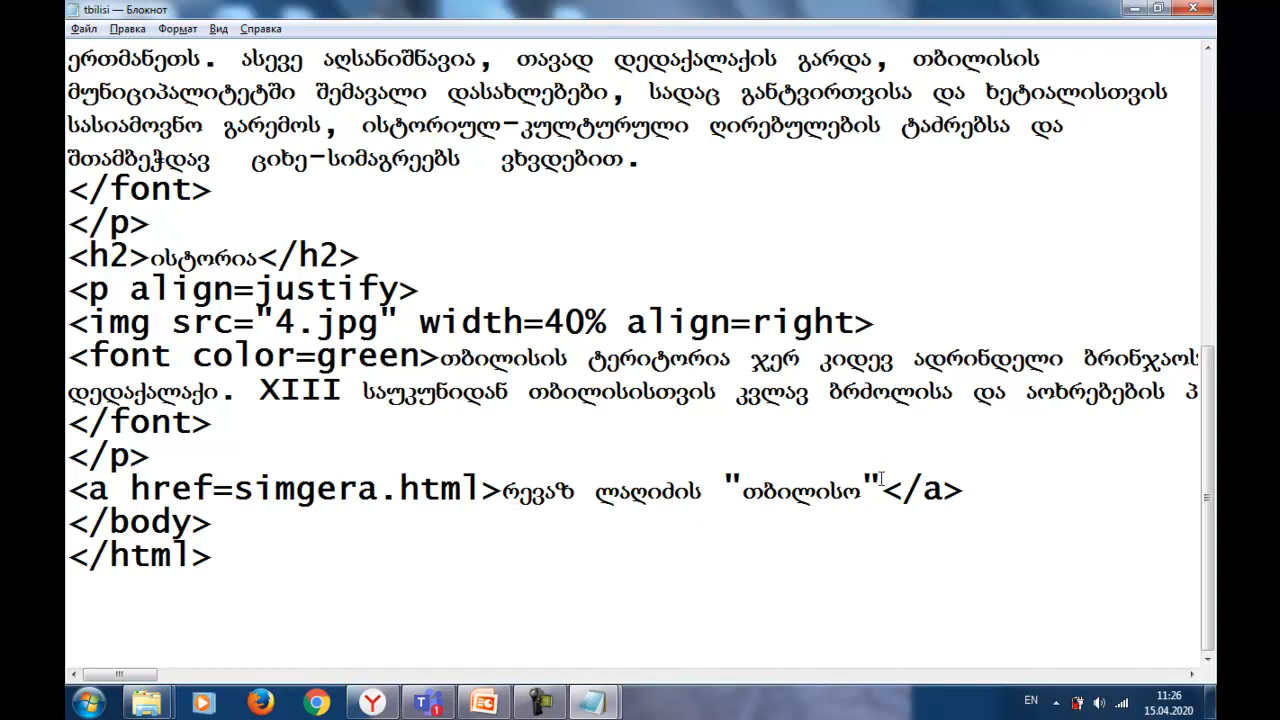 tbilisi — Блокнот
Файл Правка Формат Вид Справка
ერთმანეთს. ასევე აღსანიშნავია, თავად დედაქალაქის გარდა, თბილისის
მუნიციპალიტეტში შემავალი დასახლებები, სადაც განტვირთვისა და ხეტიალისთვის
სასიამოვნო გარემოს, ისტორიულ-კულტურული ღირებულების ტაძრებსა და
შთამბეჭდავ ციხე-სიმაგრეებს ვხვდებით.
</font>
</p>
<h2>ისტორია</h2>
<p align=justify>
<img src="4.jpg" width=40% align=right>
<font color=green>თბილისის ტერიტორია ჯერ კიდევ ადრინდელი ბრინჯაოს
დედაქალაქი. XIII საუკუნიდან თბილისისთვის კვლავ ბრძოლისა და აოხრებების პ
</font>
</p>
<a href=simgera.html>რევაზ ლაღიძის "თბილისო"</a>
</body>
</html>
EN
11:26
15.04.2020
1